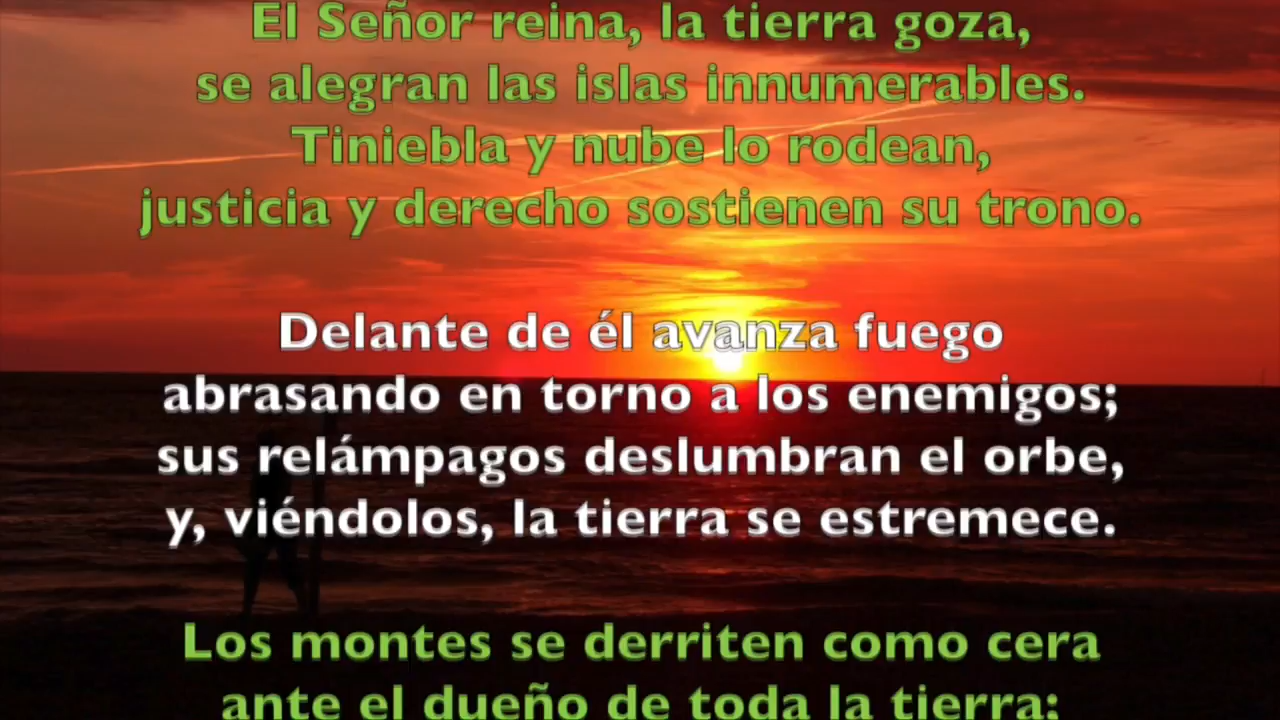 El Señor reina, la tierra goza,
se alegran las islas innumerables.
Tiniebla y nube lo rodean,
justicia y derecho sostienen su trono.
Delante de él avanza fuego
abrasando en torno a los enemigos;
sus relámpagos deslumbran el orbe,
y, viéndolos, la tierra se estremece.
Los montes se derriten como cera
ante el dueño de toda la tierra;